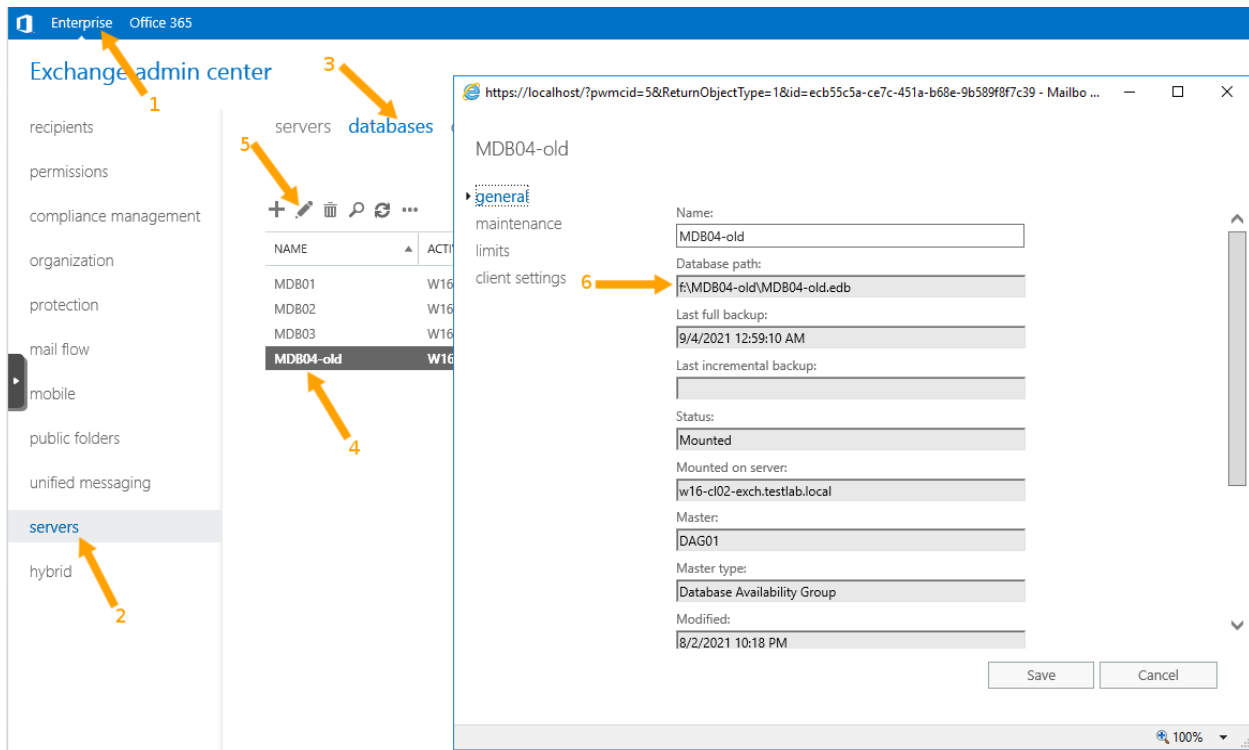 Enterprise Office 365
Exchange admin center
1
2
3
4
5
6
recipients
permissions
compliance management
organization
protection
mail flow
mobile
public folders
unified messaging
servers
hybrid
servers databases
NAME ACTI
MDB01 W16
MDB02 W16
MDB03 W16
MDB04-old W16
https://localhost/?pwmcid=5&ReturnObjectType=1&id=ecb55c5a-ce7c-451a-b68e-9b589f8f7c39 - Mailbo ...
MDB04-old
general
maintenance
limits
client settings
Name:
MDB04-old
Database path:
f:\MDB04-old\MDB04-old.edb
Last full backup:
9/4/2021 12:59:10 AM
Last incremental backup:
Status:
Mounted
Mounted on server:
w16-cl02-exch.testlab.local
Master:
DAG01
Master type:
Database Availability Group
Modified:
8/2/2021 10:18 PM
Save Cancel
100%